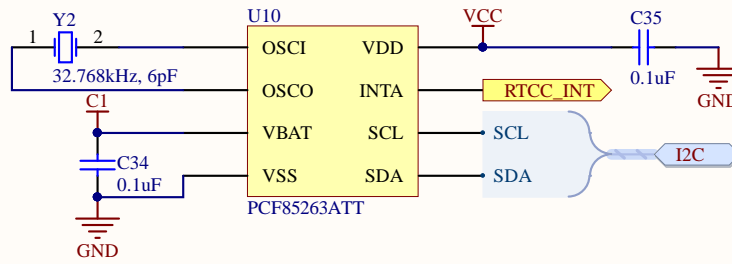 Y2
1
2
32.768kHz, 6pF
C1
C34
0.1uF
GND
U10
OSCI
OSCO
VBAT
VSS
VDD
INTA
SCL
SDA
PCF85263ATT
VCC
C35
0.1uF
GND
RTCC_INT
SCL
SDA
I2C